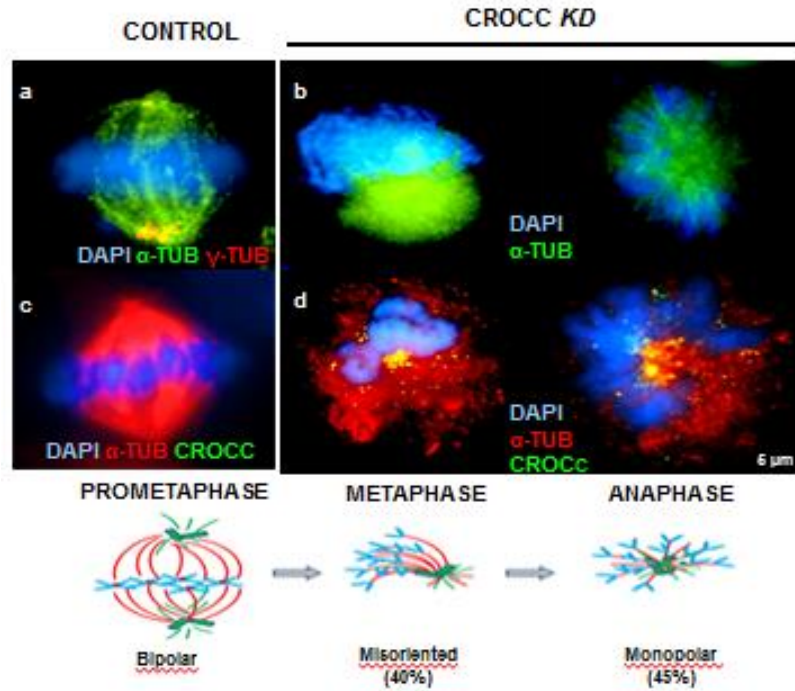 CONTROL
CROCC KD
a
b
DAPI α-TUB γ-TUB
DAPI
α-TUB
c
d
DAPI α-TUB CROCC
DAPI
α-TUB
CROCc
5 µm
PROMETAPHASE
METAPHASE
ANAPHASE
Bipolar
Misoriented
(40%)
Monopolar
(45%)